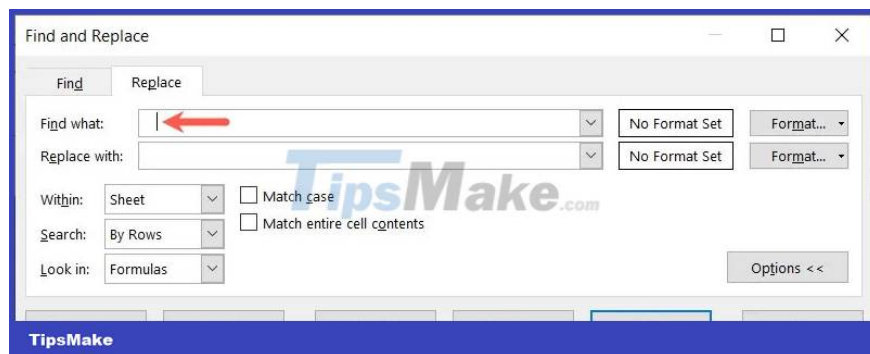 Find and Replace
Find Replace
Find what: No Format Set Format...
Replace with: No Format Set Format...
TipsMake.com
Within: Sheet Match case
Match entire cell contents
Search: By Rows
Look in: Formulas Options <<
TipsMake